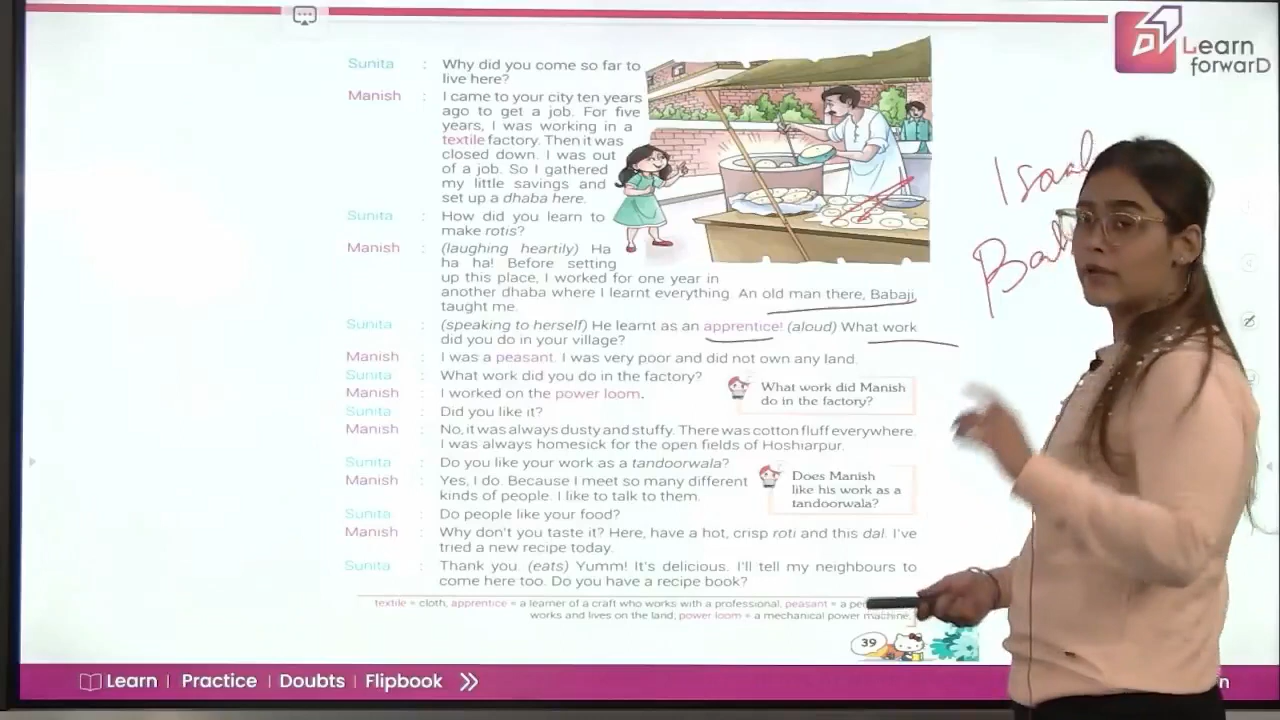 Learn
forwarD
Sunita : Why did you come so far to
live here?
Manish : I came to your city ten years
ago to get a job. For five
years, I was working in a
textile factory. Then it was
closed down. I was out
of a job. So I gathered
my little savings and
set up a dhaba here.
Sunita : How did you learn to
make rotis?
Manish : (laughing heartily) Ha
ha ha! Before setting
up this place, I worked for one year in
another dhaba where I learnt everything. An old man there, Babaji,
taught me.
Sunita : (speaking to herself) He learnt as an apprentice! (aloud) What work
did you do in your village?
Manish : I was a peasant. I was very poor and did not own any land.
Sunita : What work did you do in the factory?
Manish : I worked on the power loom.
What work did Manish
do in the factory?
Sunita : Did you like it?
Manish : No, it was always dusty and stuffy. There was cotton fluff everywhere.
I was always homesick for the open fields of Hoshiarpur.
Sunita : Do you like your work as a tandoorwala?
Manish : Yes, I do. Because I meet so many different
kinds of people. I like to talk to them.
Does Manish
like his work as a
tandoorwala?
Sunita : Do people like your food?
Manish : Why don't you taste it? Here, have a hot, crisp roti and this dal. I've
tried a new recipe today.
Sunita : Thank you. (eats) Yumm! It's delicious. I'll tell my neighbours to
come here too. Do you have a recipe book?
textile = cloth, apprentice = a learner of a craft who works with a professional, peasant = a
works and lives on the land, power loom = a mechanical power machine,
39
Learn | Practice | Doubts | Flipbook